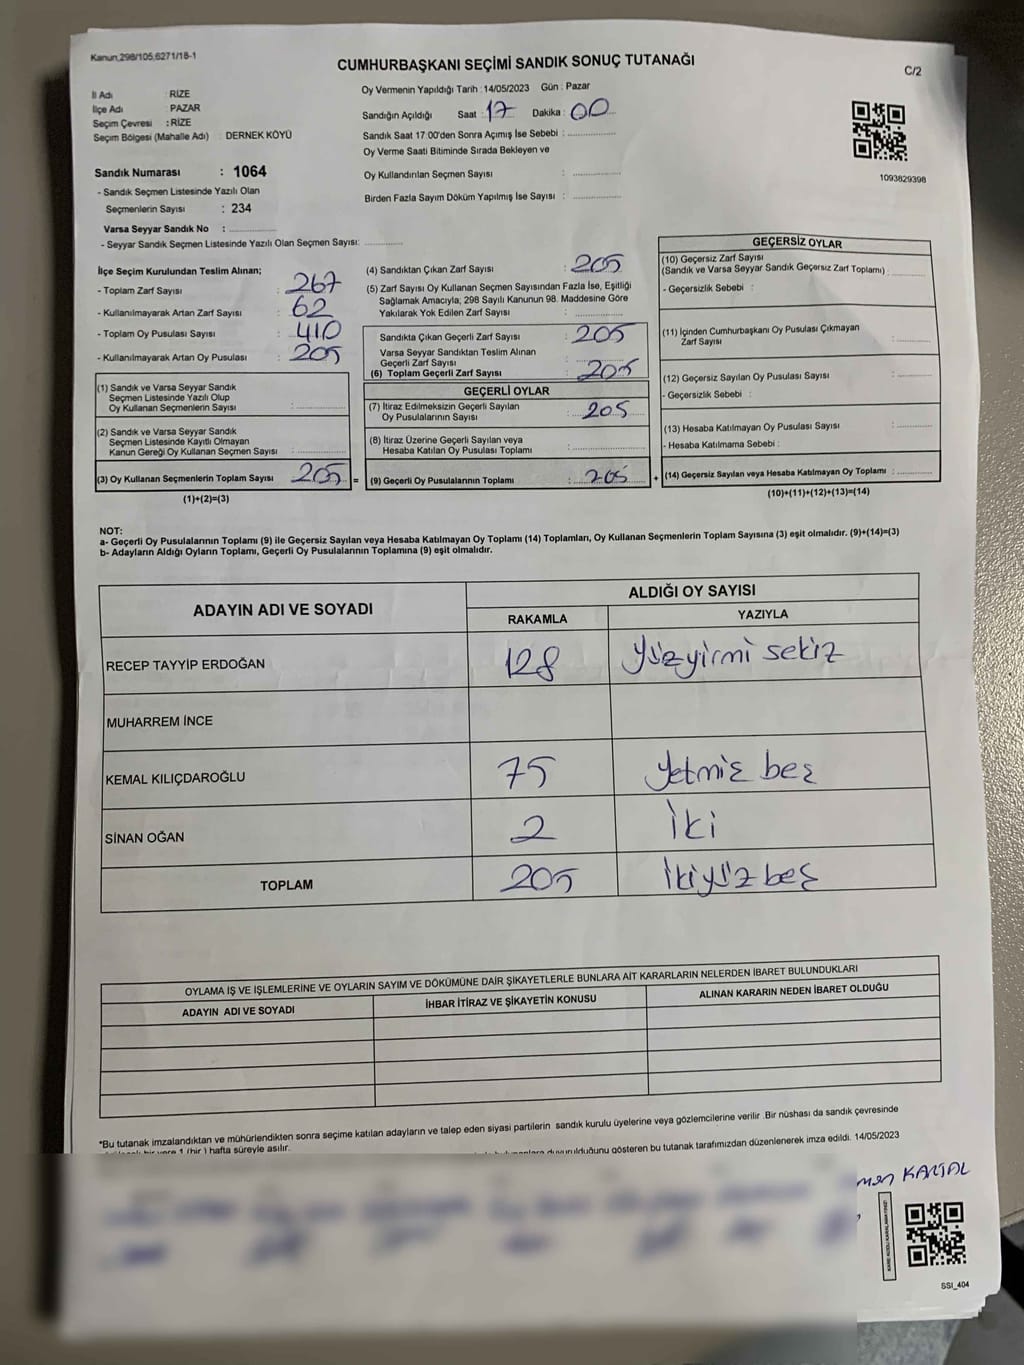 Kanun,298/105,6271/18-1
CUMHURBAŞKANI SEÇİMİ SANDIK SONUÇ TUTANAĞI
C/2
İl Adı : RİZE
İlçe Adı : PAZAR
Seçim Çevresi : RİZE
Seçim Bölgesi (Mahalle Adı) : DERNEK KÖYÜ
Oy Vermenin Yapıldığı Tarih : 14/05/2023 Gün : Pazar
Sandığın Açıldığı Saat : 17 Dakika : 00
Sandık Saat 17:00'den Sonra Açımış İse Sebebi :
Oy Verme Saati Bitiminde Sırada Bekleyen ve
Oy Kullandırılan Seçmen Sayısı :
Birden Fazla Sayım Döküm Yapılmış İse Sayısı :
1093829398
Sandık Numarası : 1064
- Sandık Seçmen Listesinde Yazılı Olan
Seçmenlerin Sayısı : 234
Varsa Seyyar Sandık No :
- Seyyar Sandık Seçmen Listesinde Yazılı Olan Seçmen Sayısı:
İlçe Seçim Kurulundan Teslim Alınan;
- Toplam Zarf Sayısı : 267
- Kullanılmayarak Artan Zarf Sayısı : 62
- Toplam Oy Pusulası Sayısı : 410
- Kullanılmayarak Artan Oy Pusulası : 205
(1) Sandık ve Varsa Seyyar Sandık
Seçmen Listesinde Yazılı Olup
Oy Kullanan Seçmenlerin Sayısı :
(2) Sandık ve Varsa Seyyar Sandık
Seçmen Listesinde Kayıtlı Olmayan
Kanun Gereği Oy Kullanan Seçmen Sayısı :
(3) Oy Kullanan Seçmenlerin Toplam Sayısı 205 =
(1)+(2)=(3)
(4) Sandıktan Çıkan Zarf Sayısı : 205
(5) Zarf Sayısı Oy Kullanan Seçmen Sayısından Fazla İse, Eşitliği
Sağlamak Amacıyla; 298 Sayılı Kanunun 98. Maddesine Göre
Yakılarak Yok Edilen Zarf Sayısı :
Sandıkta Çıkan Geçerli Zarf Sayısı : 205
Varsa Seyyar Sandıktan Teslim Alınan
Geçerli Zarf Sayısı :
(6) Toplam Geçerli Zarf Sayısı : 205
GEÇERLİ OYLAR
(7) İtiraz Edilmeksizin Geçerli Sayılan
Oy Pusulalarının Sayısı : 205
(8) İtiraz Üzerine Geçerli Sayılan veya
Hesaba Katılan Oy Pusulası Toplamı :
(9) Geçerli Oy Pusulalarının Toplamı : 205 +
GEÇERSİZ OYLAR
(10) Geçersiz Zarf Sayısı
(Sandık ve Varsa Seyyar Sandık Geçersiz Zarf Toplamı) :
- Geçersizlik Sebebi :
(11) İçinden Cumhurbaşkanı Oy Pusulası Çıkmayan
Zarf Sayısı :
(12) Geçersiz Sayılan Oy Pusulası Sayısı :
- Geçersizlik Sebebi :
(13) Hesaba Katılmayan Oy Pusulası Sayısı :
- Hesaba Katılmama Sebebi :
(14) Geçersiz Sayılan veya Hesaba Katılmayan Oy Toplamı :
(10)+(11)+(12)+(13)=(14)
NOT:
a- Geçerli Oy Pusulalarının Toplamı (9) ile Geçersiz Sayılan veya Hesaba Katılmayan Oy Toplamı (14) Toplamları, Oy Kullanan Seçmenlerin Toplam Sayısına (3) eşit olmalıdır. (9)+(14)=(3)
b- Adayların Aldığı Oyların Toplamı, Geçerli Oy Pusulalarının Toplamına (9) eşit olmalıdır.
ADAYIN ADI VE SOYADI
ALDIĞI OY SAYISI
RAKAMLA YAZIYLA
RECEP TAYYİP ERDOĞAN 128 Yüzyirmi sekiz
MUHARREM İNCE
KEMAL KILIÇDAROĞLU 75 Yetmiş beş
SİNAN OĞAN 2 İki
TOPLAM 205 İkiyüz beş
OYLAMA İŞ VE İŞLEMLERİNE VE OYLARIN SAYIM VE DÖKÜMÜNE DAİR ŞİKAYETLERLE BUNLARA AİT KARARLARIN NELERDEN İBARET BULUNDUKLARI
ADAYIN ADI VE SOYADI
İHBAR İTİRAZ VE ŞİKAYETİN KONUSU
ALINAN KARARIN NEDEN İBARET OLDUĞU
*Bu tutanak imzalandıktan ve mühürlendikten sonra seçime katılan adayların ve talep eden siyasi partilerin sandık kurulu üyelerine veya gözlemcilerine verilir .Bir nüshası da sandık çevresinde
1 (bir ) hafta süreyle asılır.
duyurulduğunu gösteren bu tutanak tarafımızdan düzenlenerek imza edildi. 14/05/2023
KARTAL
SSI_404